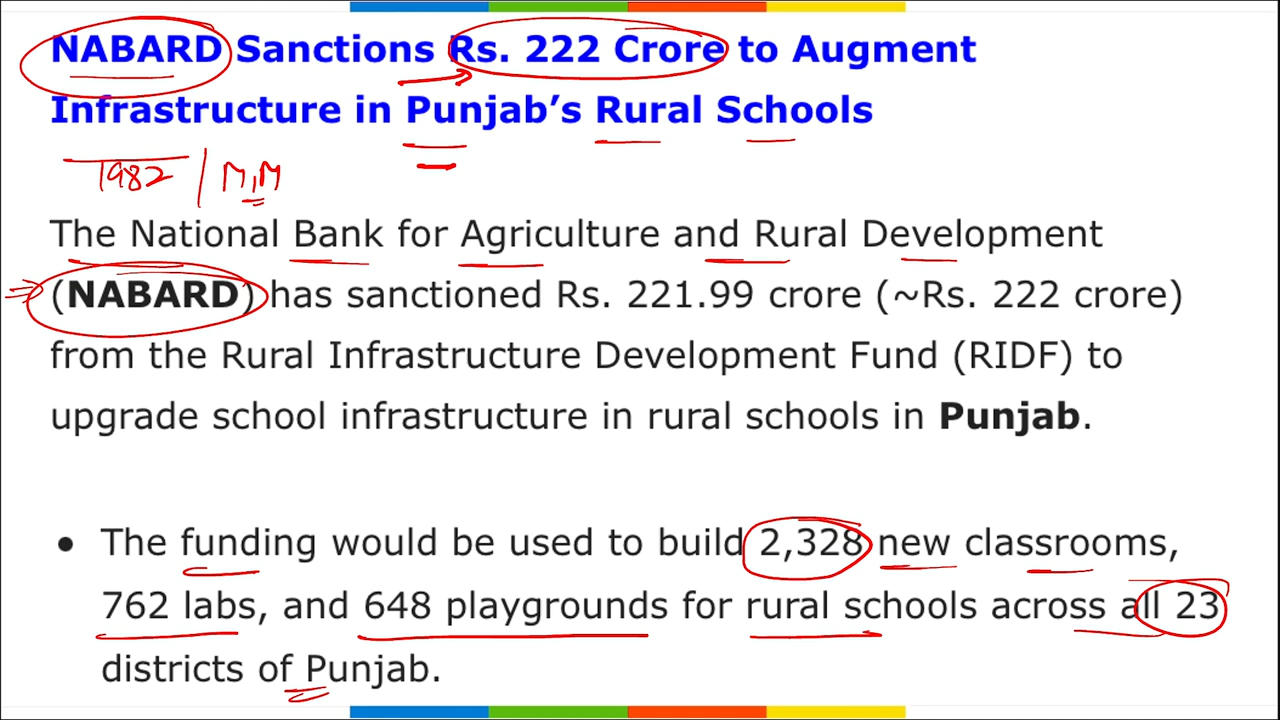 NABARD Sanctions Rs. 222 Crore to Augment
Infrastructure in Punjab’s Rural Schools
1982 | M,M
The National Bank for Agriculture and Rural Development
(NABARD) has sanctioned Rs. 221.99 crore (~Rs. 222 crore)
from the Rural Infrastructure Development Fund (RIDF) to
upgrade school infrastructure in rural schools in Punjab.
● The funding would be used to build 2,328 new classrooms,
762 labs, and 648 playgrounds for rural schools across all 23
districts of Punjab.